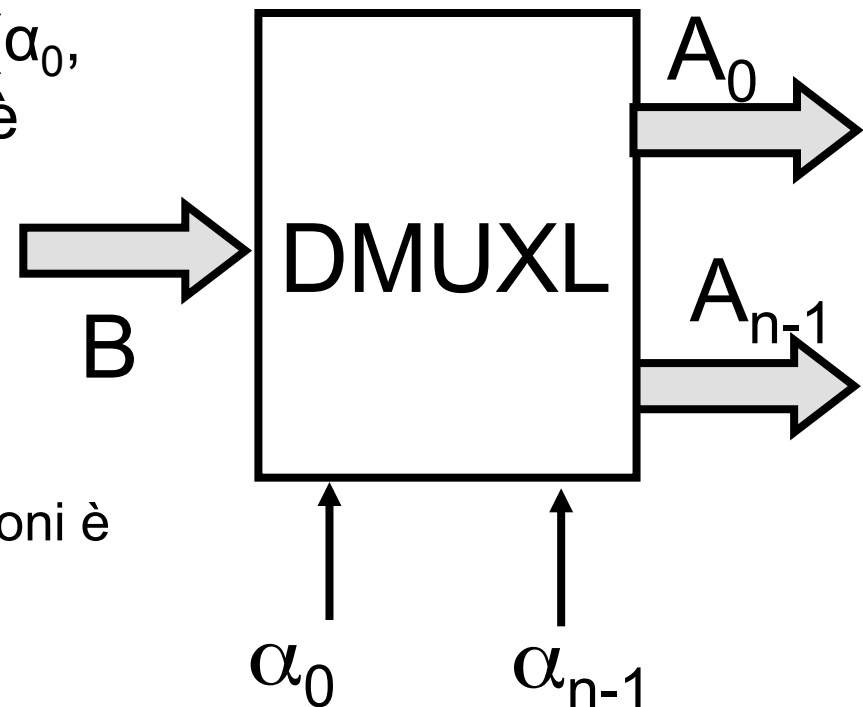 α₀,
è
A₀
DMUXL
B
Aₙ₋₁
oni è
α₀
αₙ₋₁